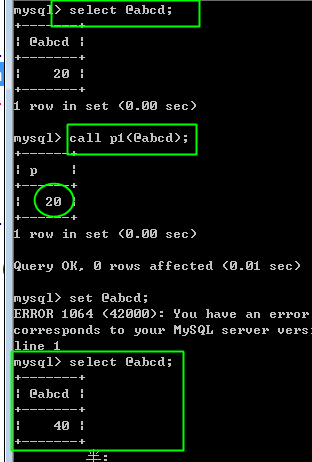 mysql> select @abcd;
+-------+
| @abcd |
+-------+
|    20 |
+-------+
1 row in set (0.00 sec)
mysql> call p1(@abcd);
+------+
| p    |
+------+
|   20 |
+------+
1 row in set (0.00 sec)
Query OK, 0 rows affected (0.01 sec)
mysql> set @abcd;
ERROR 1064 (42000): You have an error
corresponds to your MySQL server vers
line 1
mysql> select @abcd;
+-------+
| @abcd |
+-------+
|    40 |
+-------+
半: